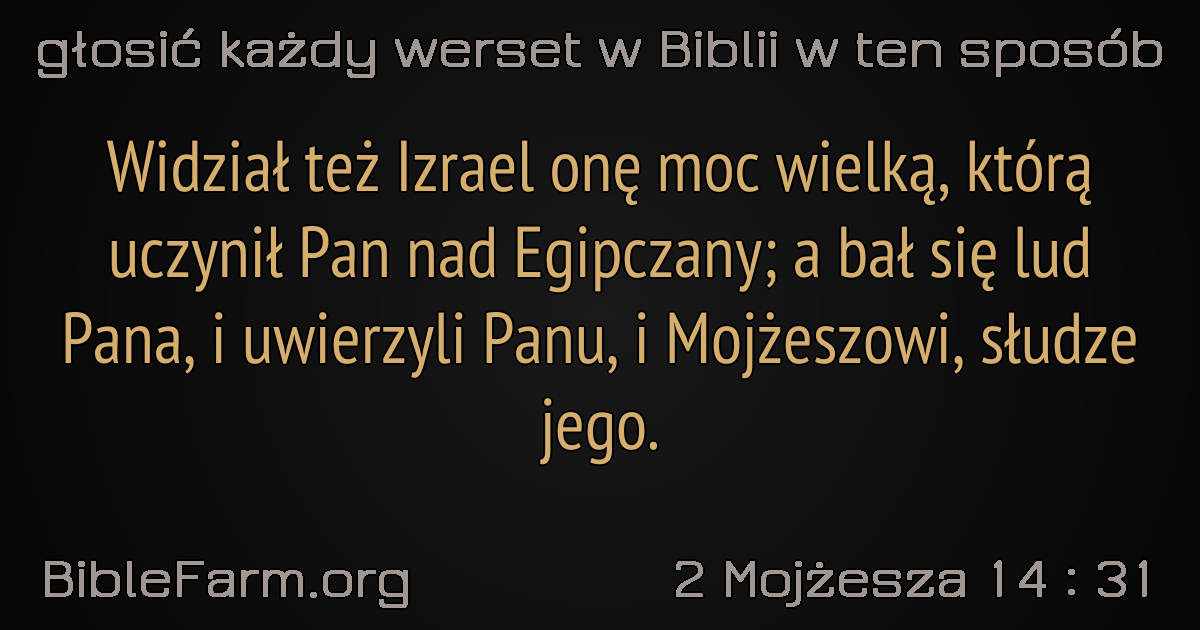 głosić każdy werset w Biblii w ten sposób
Widział też Izrael onę moc wielką, którą
uczynił Pan nad Egipczany; a bał się lud
Pana, i uwierzyli Panu, i Mojżeszowi, słudze
jego.
BibleFarm.org
2 Mojżesza 14 : 31